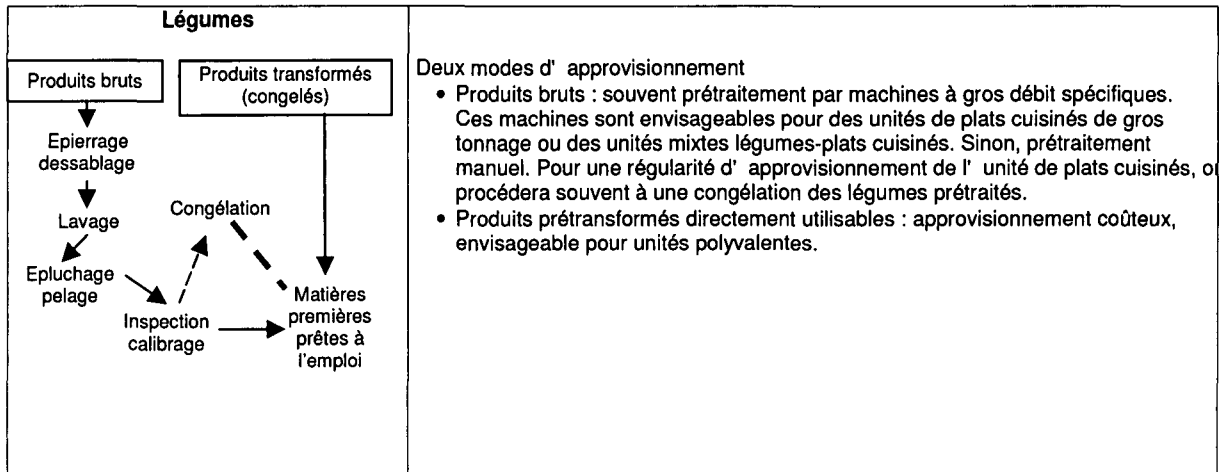 Légumes
Produits bruts
Produits transformés
(congelés)
Epierrage
dessablage
Lavage
Congélation
Epluchage
pelage
Inspection
calibrage
Matières
premières
prêtes à
l'emploi
Deux modes d' approvisionnement
• Produits bruts : souvent prétraitement par machines à gros débit spécifiques.
Ces machines sont envisageables pour des unités de plats cuisinés de gros
tonnage ou des unités mixtes légumes-plats cuisinés. Sinon, prétraitement
manuel. Pour une régularité d' approvisionnement de l' unité de plats cuisinés,
procédera souvent à une congélation des légumes prétraités.
• Produits prétransformés directement utilisables : approvisionnement coûteux,
envisageable pour unités polyvalentes.